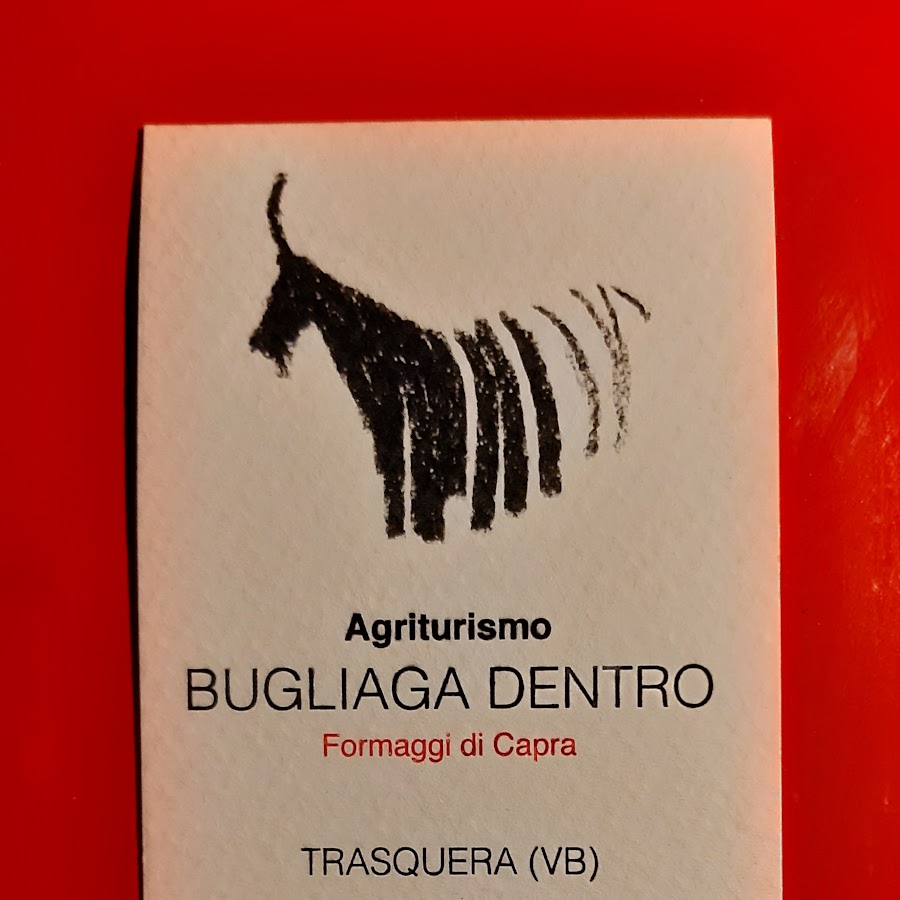 Agriturismo
BUGLIAGA DENTRO
Formaggi di Capra
TRASQUERA (VB)